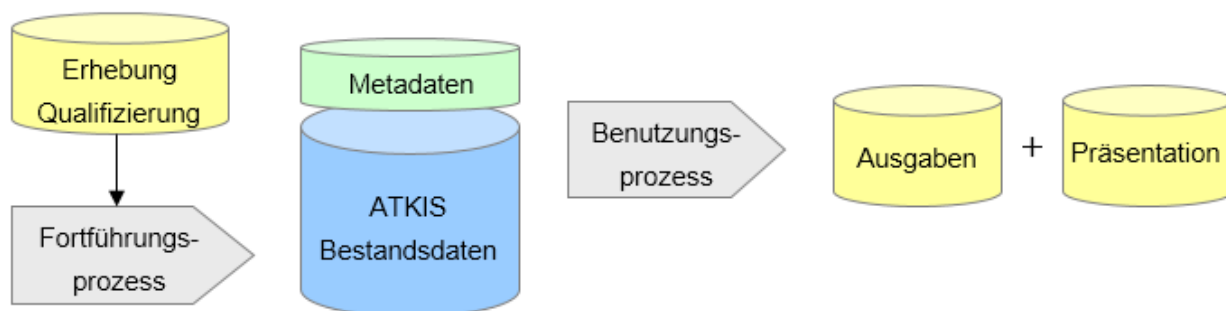 Erhebung
Qualifizierung
Fortführungs-
prozess
Metadaten
ATKIS
Bestandsdaten
Benutzungs-
prozess
Ausgaben
+
Präsentation